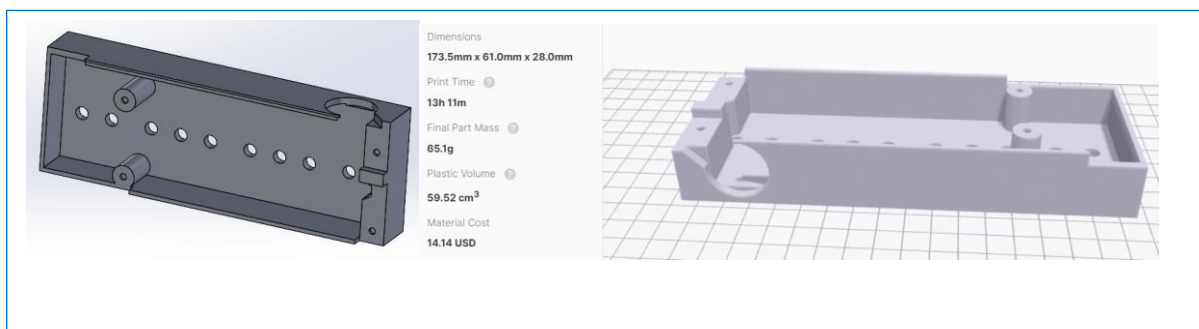 Dimensions
173.5mm x 61.0mm x 28.0mm
Print Time ?
13h 11m
Final Part Mass ?
65.1g
Plastic Volume ?
59.52 cm³
Material Cost
14.14 USD